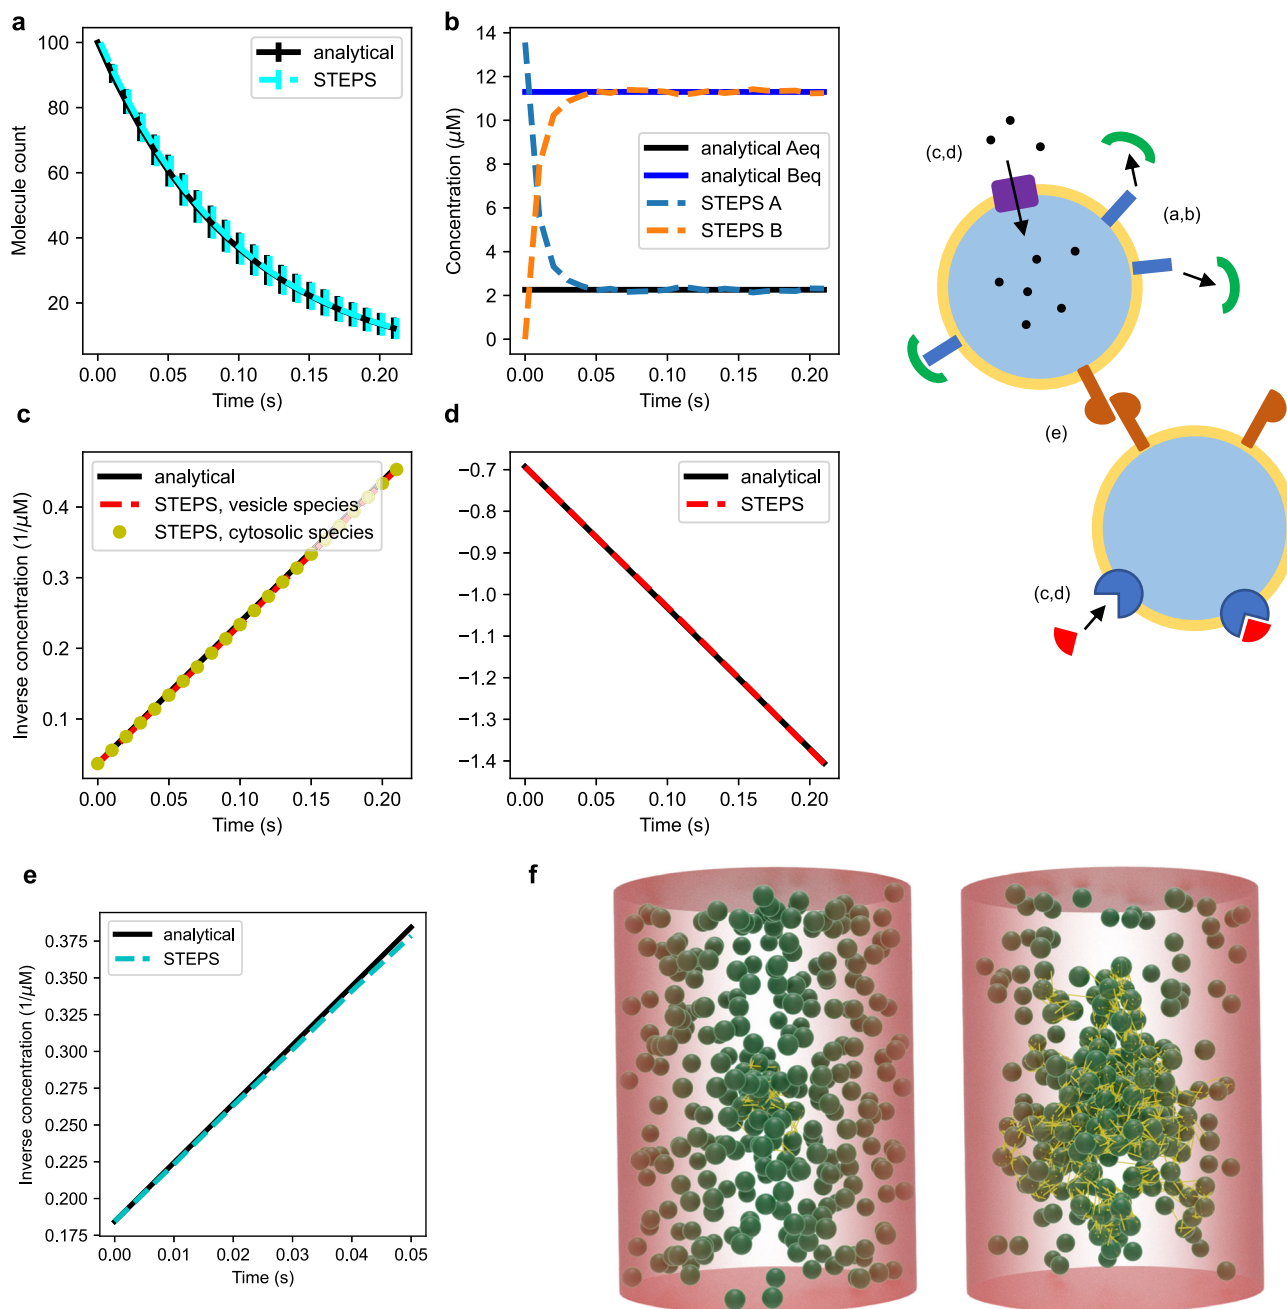 a
100
80
60
40
20
Molecule count
analytical
STEPS
0.00 0.05 0.10 0.15 0.20
Time (s)
b
14
12
10
8
6
4
2
0
Concentration (μM)
analytical Aeq
analytical Beq
STEPS A
STEPS B
0.00 0.05 0.10 0.15 0.20
Time (s)
(c,d)
(a,b)
(e)
(c,d)
c
0.4
0.3
0.2
0.1
Inverse concentration (1/μM)
analytical
STEPS, vesicle species
STEPS, cytosolic species
0.00 0.05 0.10 0.15 0.20
Time (s)
d
−0.7
−0.8
−0.9
−1.0
−1.1
−1.2
−1.3
−1.4
analytical
STEPS
0.00 0.05 0.10 0.15 0.20
Time (s)
e
0.375
0.350
0.325
0.300
0.275
0.250
0.225
0.200
0.175
Inverse concentration (1/μM)
analytical
STEPS
0.00 0.01 0.02 0.03 0.04 0.05
Time (s)
f